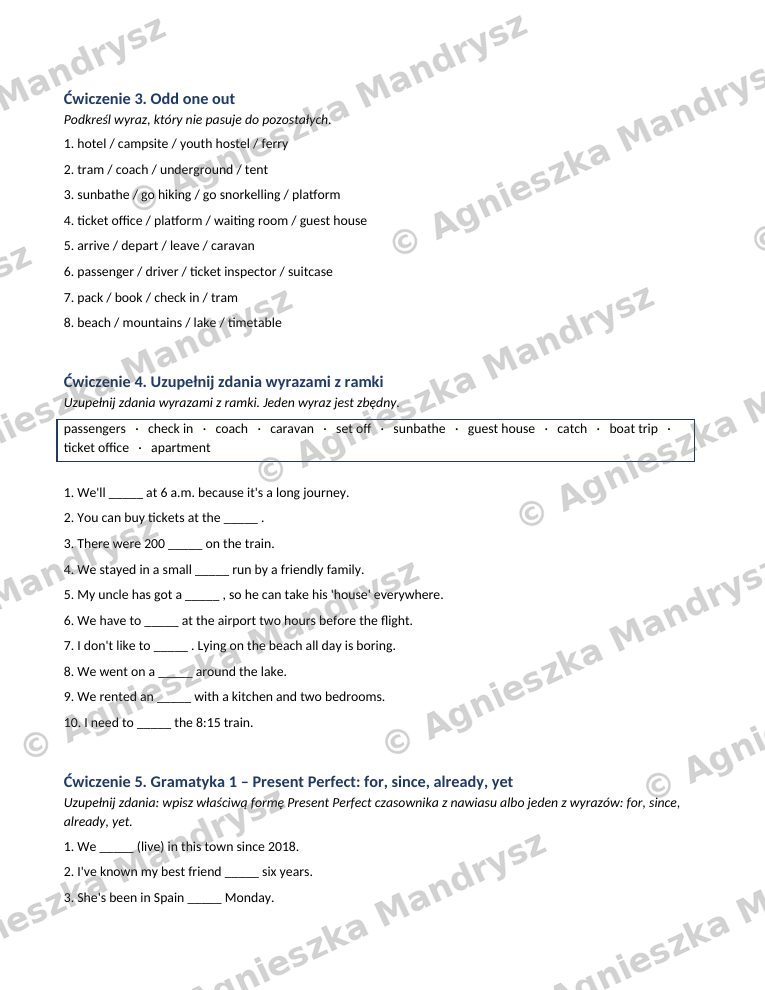 Ćwiczenie 3. Odd one out
Podkreśl wyraz, który nie pasuje do pozostałych.
1. hotel / campsite / youth hostel / ferry
2. tram / coach / underground / tent
3. sunbathe / go hiking / go snorkelling / platform
4. ticket office / platform / waiting room / guest house
5. arrive / depart / leave / caravan
6. passenger / driver / ticket inspector / suitcase
7. pack / book / check in / tram
8. beach / mountains / lake / timetable
Ćwiczenie 4. Uzupełnij zdania wyrazami z ramki
Uzupełnij zdania wyrazami z ramki. Jeden wyraz jest zbędny.
passengers · check in · coach · caravan · set off · sunbathe · guest house · catch · boat trip ·
ticket office · apartment
1. We'll _____ at 6 a.m. because it's a long journey.
2. You can buy tickets at the _____ .
3. There were 200 _____ on the train.
4. We stayed in a small _____ run by a friendly family.
5. My uncle has got a _____ , so he can take his 'house' everywhere.
6. We have to _____ at the airport two hours before the flight.
7. I don't like to _____ . Lying on the beach all day is boring.
8. We went on a _____ around the lake.
9. We rented an _____ with a kitchen and two bedrooms.
10. I need to _____ the 8:15 train.
Ćwiczenie 5. Gramatyka 1 – Present Perfect: for, since, already, yet
Uzupełnij zdania: wpisz właściwą formę Present Perfect czasownika z nawiasu albo jeden z wyrazów: for, since,
already, yet.
1. We _____ (live) in this town since 2018.
2. I've known my best friend _____ six years.
3. She's been in Spain _____ Monday.
© Agnieszka Mandrysz